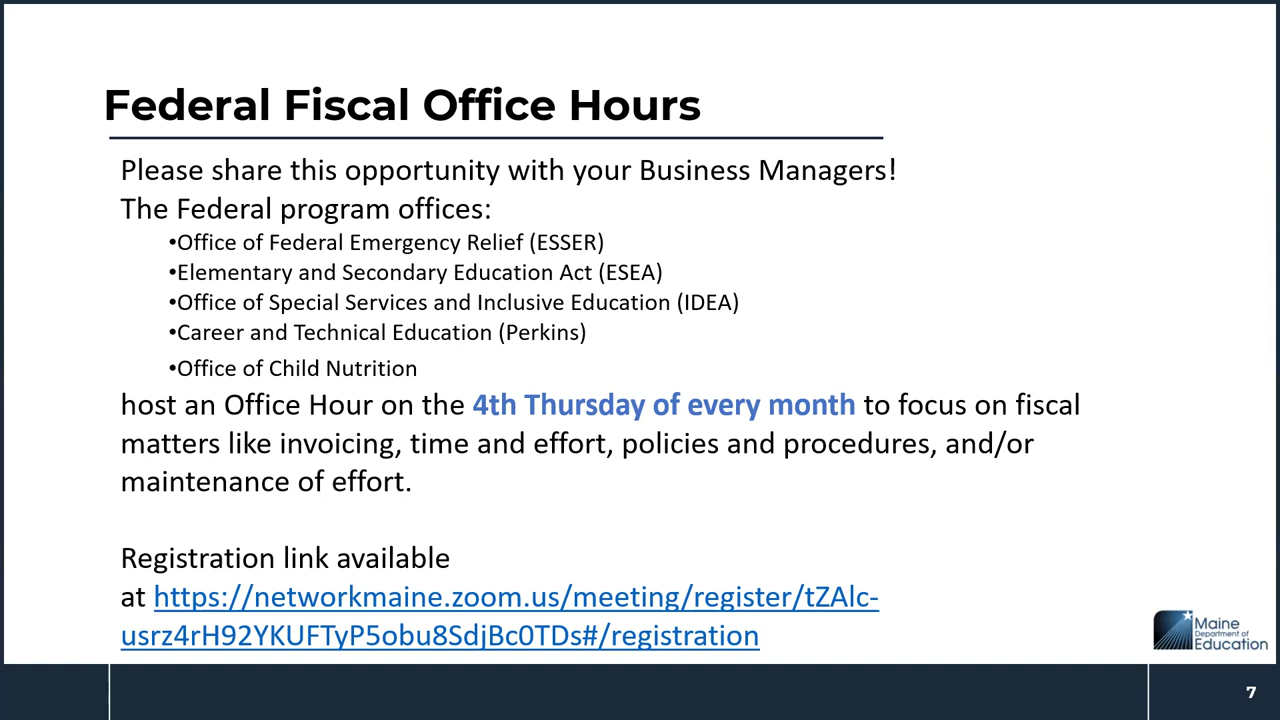 Federal Fiscal Office Hours
Please share this opportunity with your Business Managers!
The Federal program offices:
•Office of Federal Emergency Relief (ESSER)
•Elementary and Secondary Education Act (ESEA)
•Office of Special Services and Inclusive Education (IDEA)
•Career and Technical Education (Perkins)
•Office of Child Nutrition
host an Office Hour on the 4th Thursday of every month to focus on fiscal
matters like invoicing, time and effort, policies and procedures, and/or
maintenance of effort.
Registration link available
at https://networkmaine.zoom.us/meeting/register/tZAlc-
usrz4rH92YKUFTyP5obu8SdjBc0TDs#/registration
Maine
Department of
Education
7